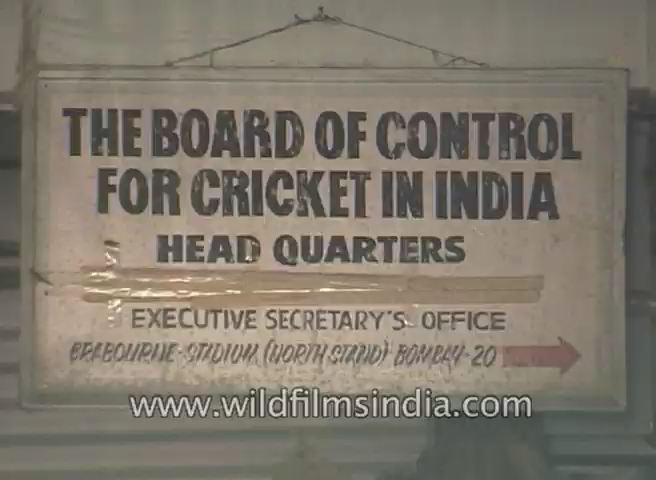 THE BOARD OF CONTROL
FOR CRICKET IN INDIA
HEAD QUARTERS
EXECUTIVE SECRETARY'S OFFICE
BRABOURNE-STADIUM, (NORTH STAND) BOMBAY-20
www.wildfilmsindia.com